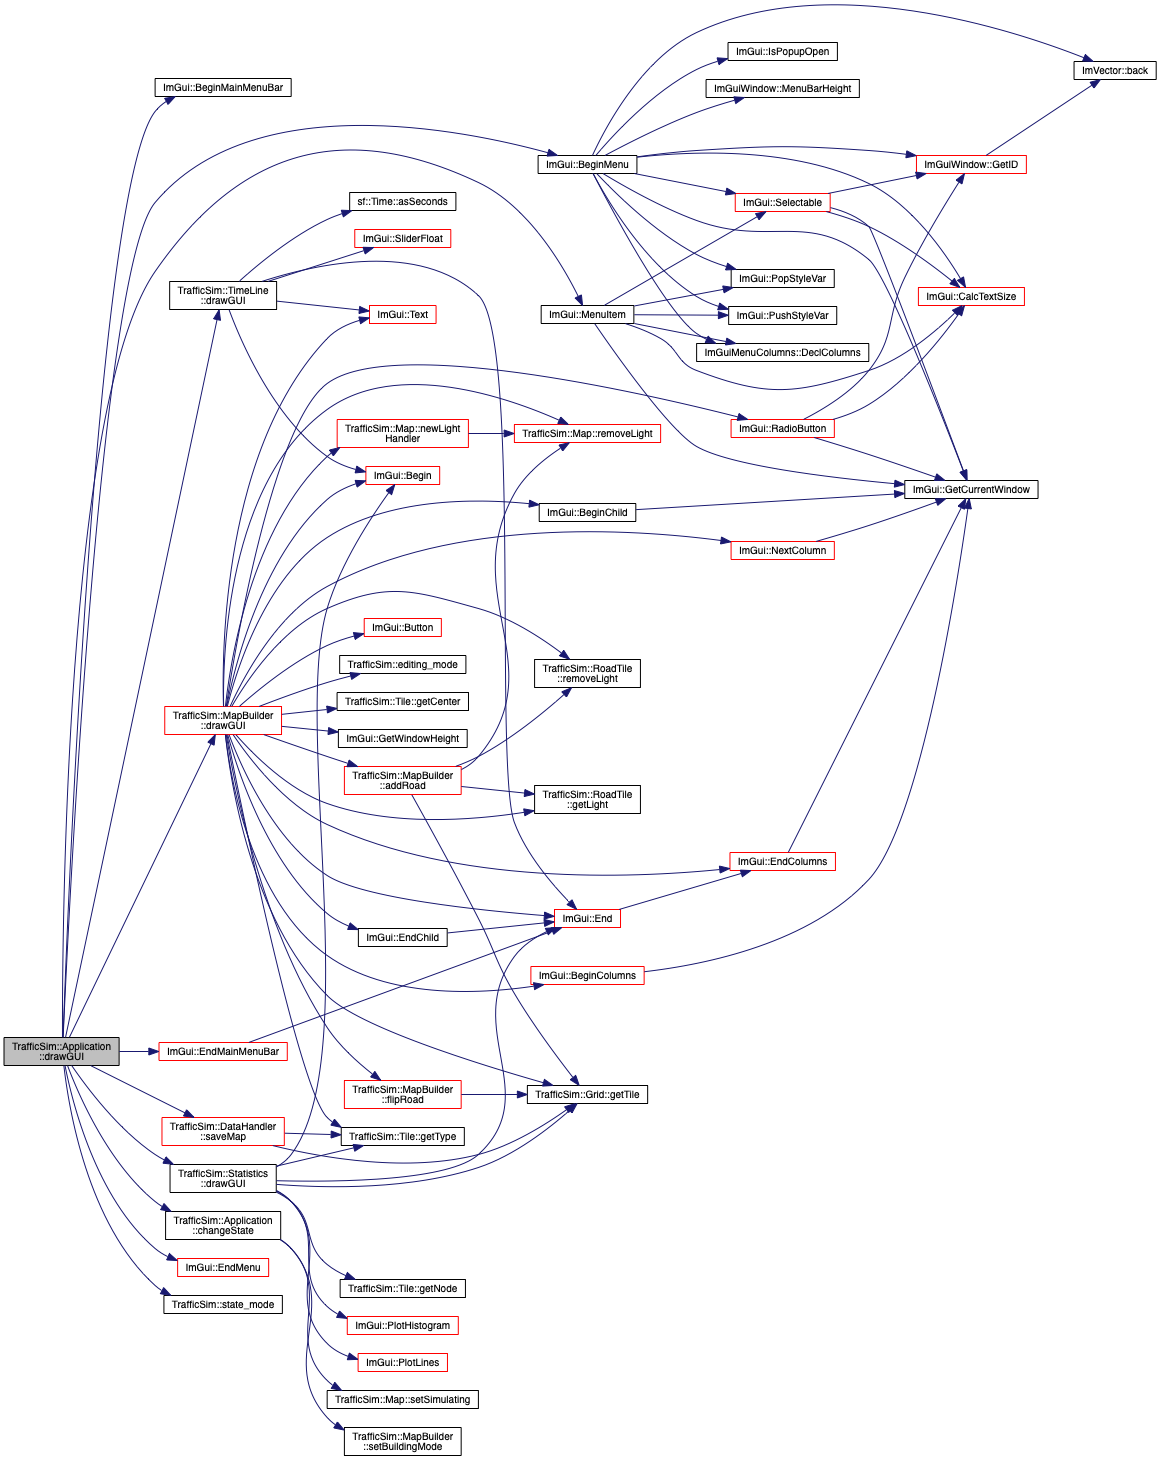 ImGui::IsPopupOpen
ImVector::back
ImGui::BeginMainMenuBar
ImGuiWindow::MenuBarHeight
ImGui::BeginMenu
ImGuiWindow::GetID
sf::Time::asSeconds
ImGui::Selectable
ImGui::SliderFloat
ImGui::PopStyleVar
TrafficSim::TimeLine
::drawGUI
ImGui::CalcTextSize
ImGui::Text
ImGui::MenuItem
ImGui::PushStyleVar
ImGuiMenuColumns::DeclColumns
TrafficSim::Map::newLight
Handler
TrafficSim::Map::removeLight
ImGui::RadioButton
ImGui::Begin
ImGui::GetCurrentWindow
ImGui::BeginChild
ImGui::NextColumn
ImGui::Button
TrafficSim::editing_mode
TrafficSim::RoadTile
::removeLight
TrafficSim::Tile::getCenter
TrafficSim::MapBuilder
::drawGUI
ImGui::GetWindowHeight
TrafficSim::MapBuilder
::addRoad
TrafficSim::RoadTile
::getLight
ImGui::EndColumns
ImGui::End
ImGui::EndChild
ImGui::BeginColumns
TrafficSim::Application
::drawGUI
ImGui::EndMainMenuBar
TrafficSim::MapBuilder
::flipRoad
TrafficSim::Grid::getTile
TrafficSim::DataHandler
::saveMap
TrafficSim::Tile::getType
TrafficSim::Statistics
::drawGUI
TrafficSim::Application
::changeState
ImGui::EndMenu
TrafficSim::Tile::getNode
TrafficSim::state_mode
ImGui::PlotHistogram
ImGui::PlotLines
TrafficSim::Map::setSimulating
TrafficSim::MapBuilder
::setBuildingMode